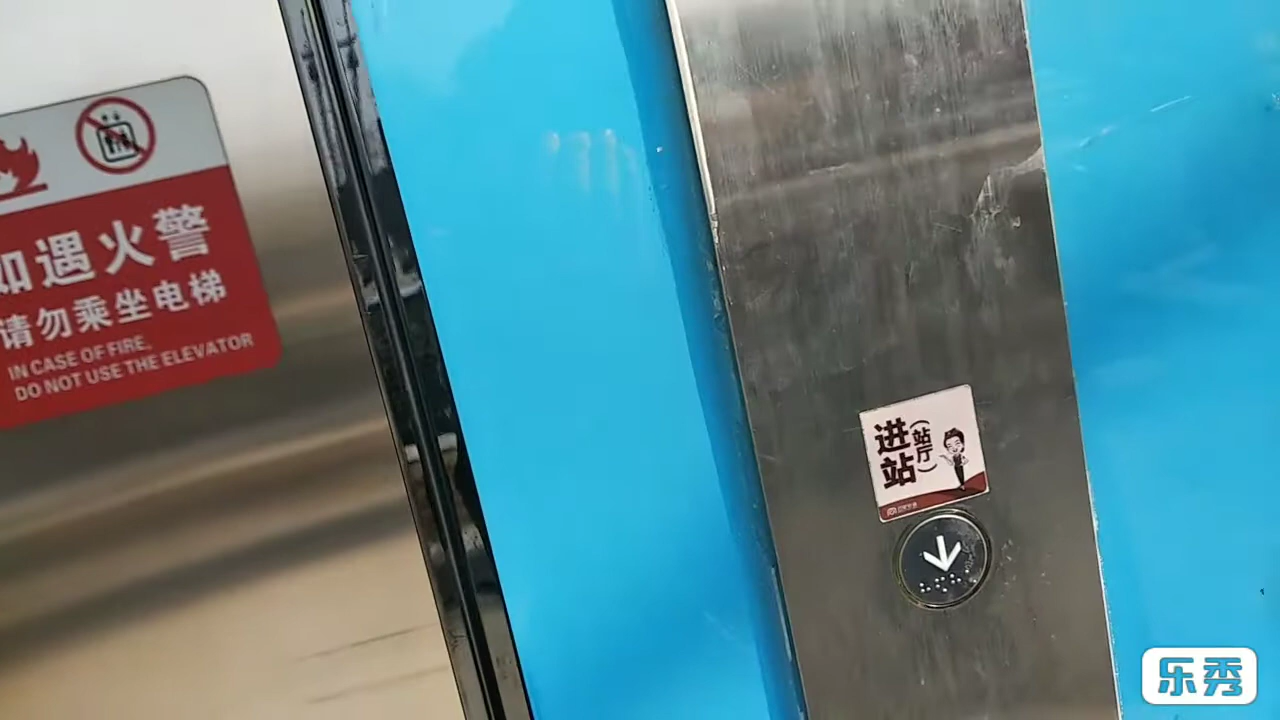 如遇火警
请勿乘坐电梯
IN CASE OF FIRE,
DO NOT USE THE ELEVATOR
进站
(站厅)
乐秀